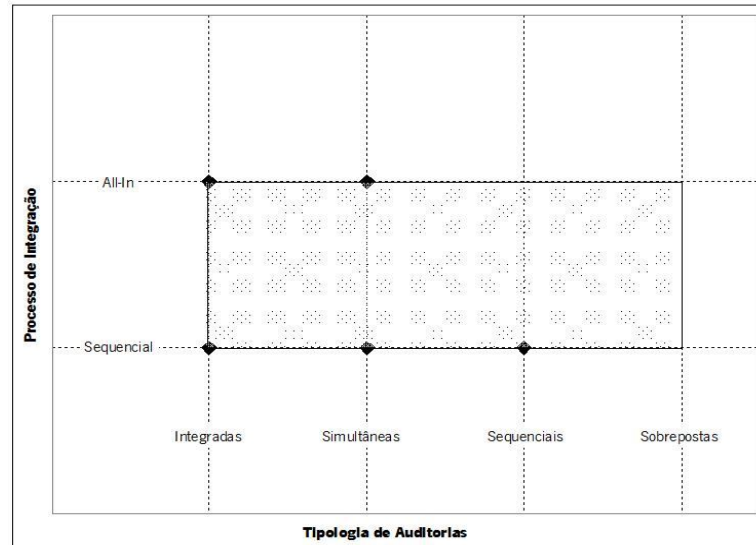 Processo de Integração
All-In
Sequencial
Integradas Simultâneas Sequenciais Sobrepostas
Tipologia de Auditorias